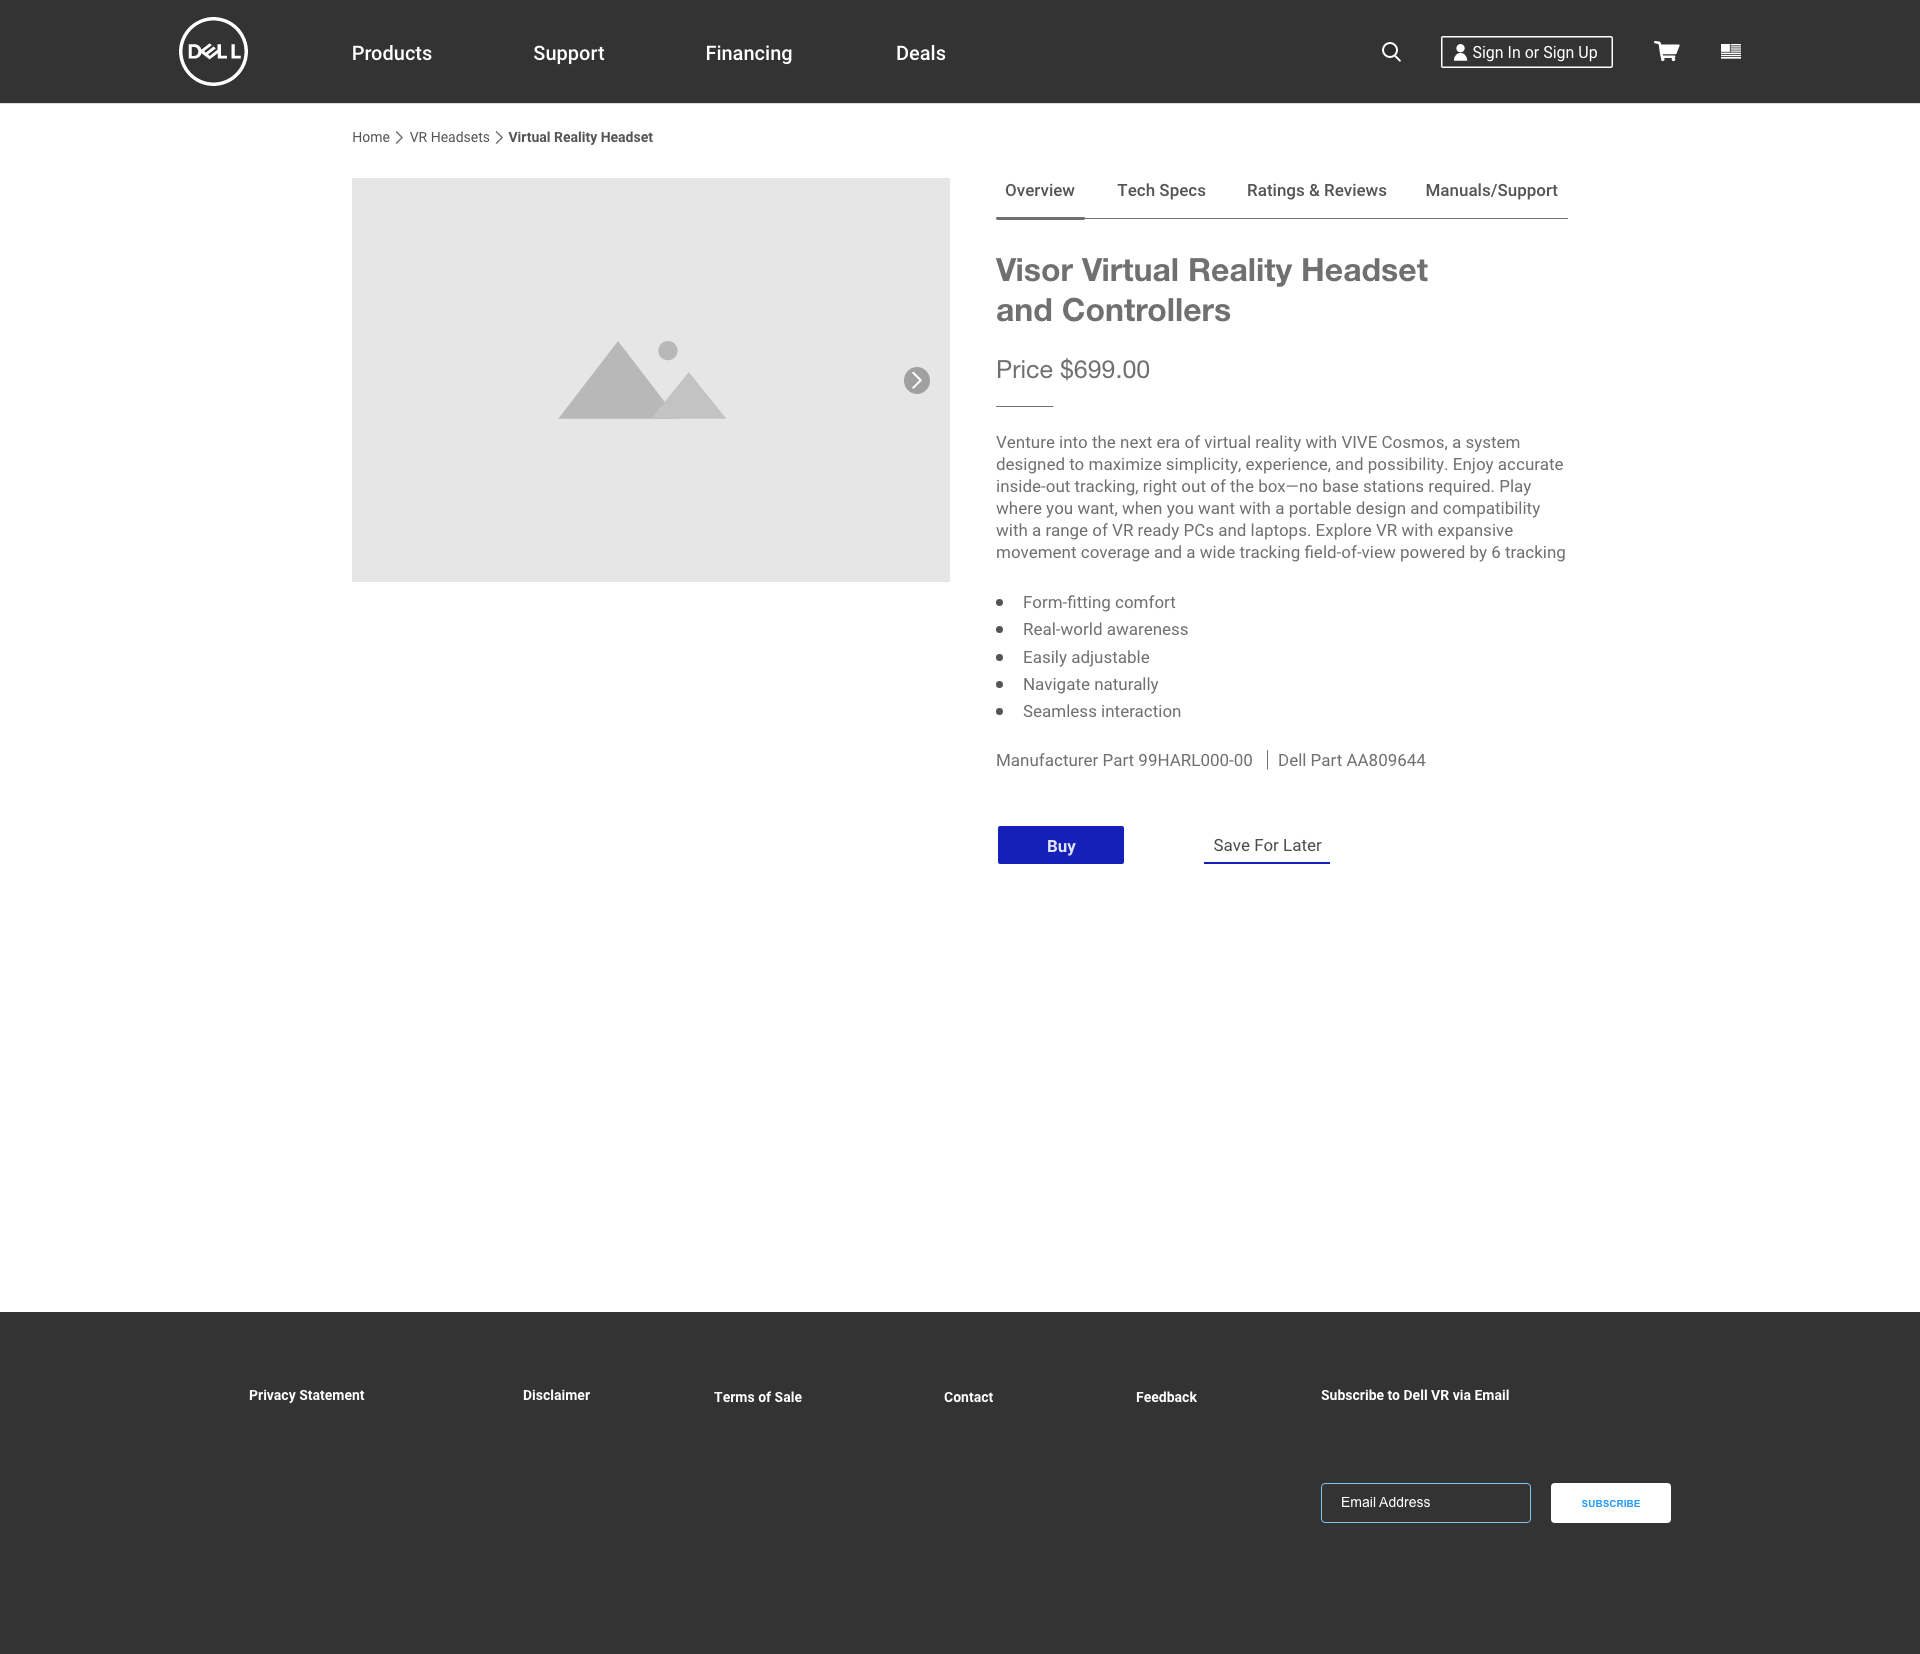 DELL
Products Support Financing Deals Sign In or Sign Up
Home VR Headsets Virtual Reality Headset
Overview Tech Specs Ratings & Reviews Manuals/Support
Visor Virtual Reality Headset
and Controllers
Price $699.00
Venture into the next era of virtual reality with VIVE Cosmos, a system
designed to maximize simplicity, experience, and possibility. Enjoy accurate
inside-out tracking, right out of the box—no base stations required. Play
where you want, when you want with a portable design and compatibility
with a range of VR ready PCs and laptops. Explore VR with expansive
movement coverage and a wide tracking field-of-view powered by 6 tracking
Form-fitting comfort
Real-world awareness
Easily adjustable
Navigate naturally
Seamless interaction
Manufacturer Part 99HARL000-00 Dell Part AA809644
Buy Save For Later
Privacy Statement Disclaimer Terms of Sale Contact Feedback Subscribe to Dell VR via Email
Email Address SUBSCRIBE